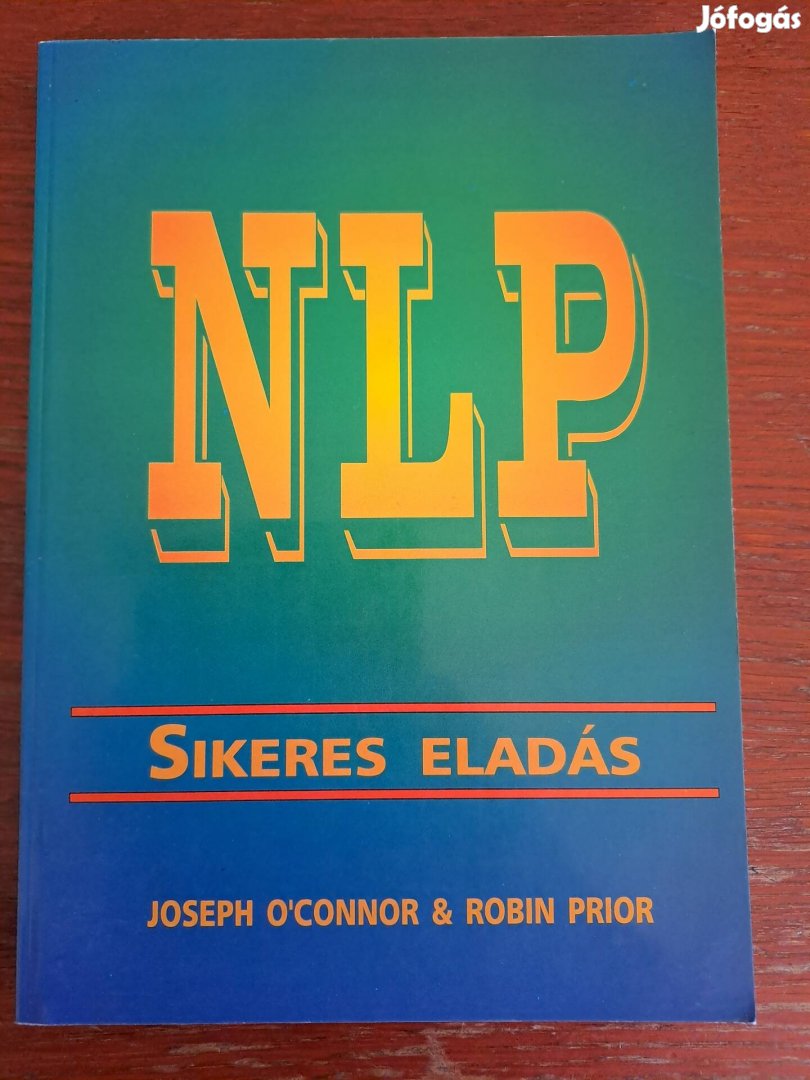 Jófogás
NLP
SIKERES ELADÁS
JOSEPH O'CONNOR & ROBIN PRIOR